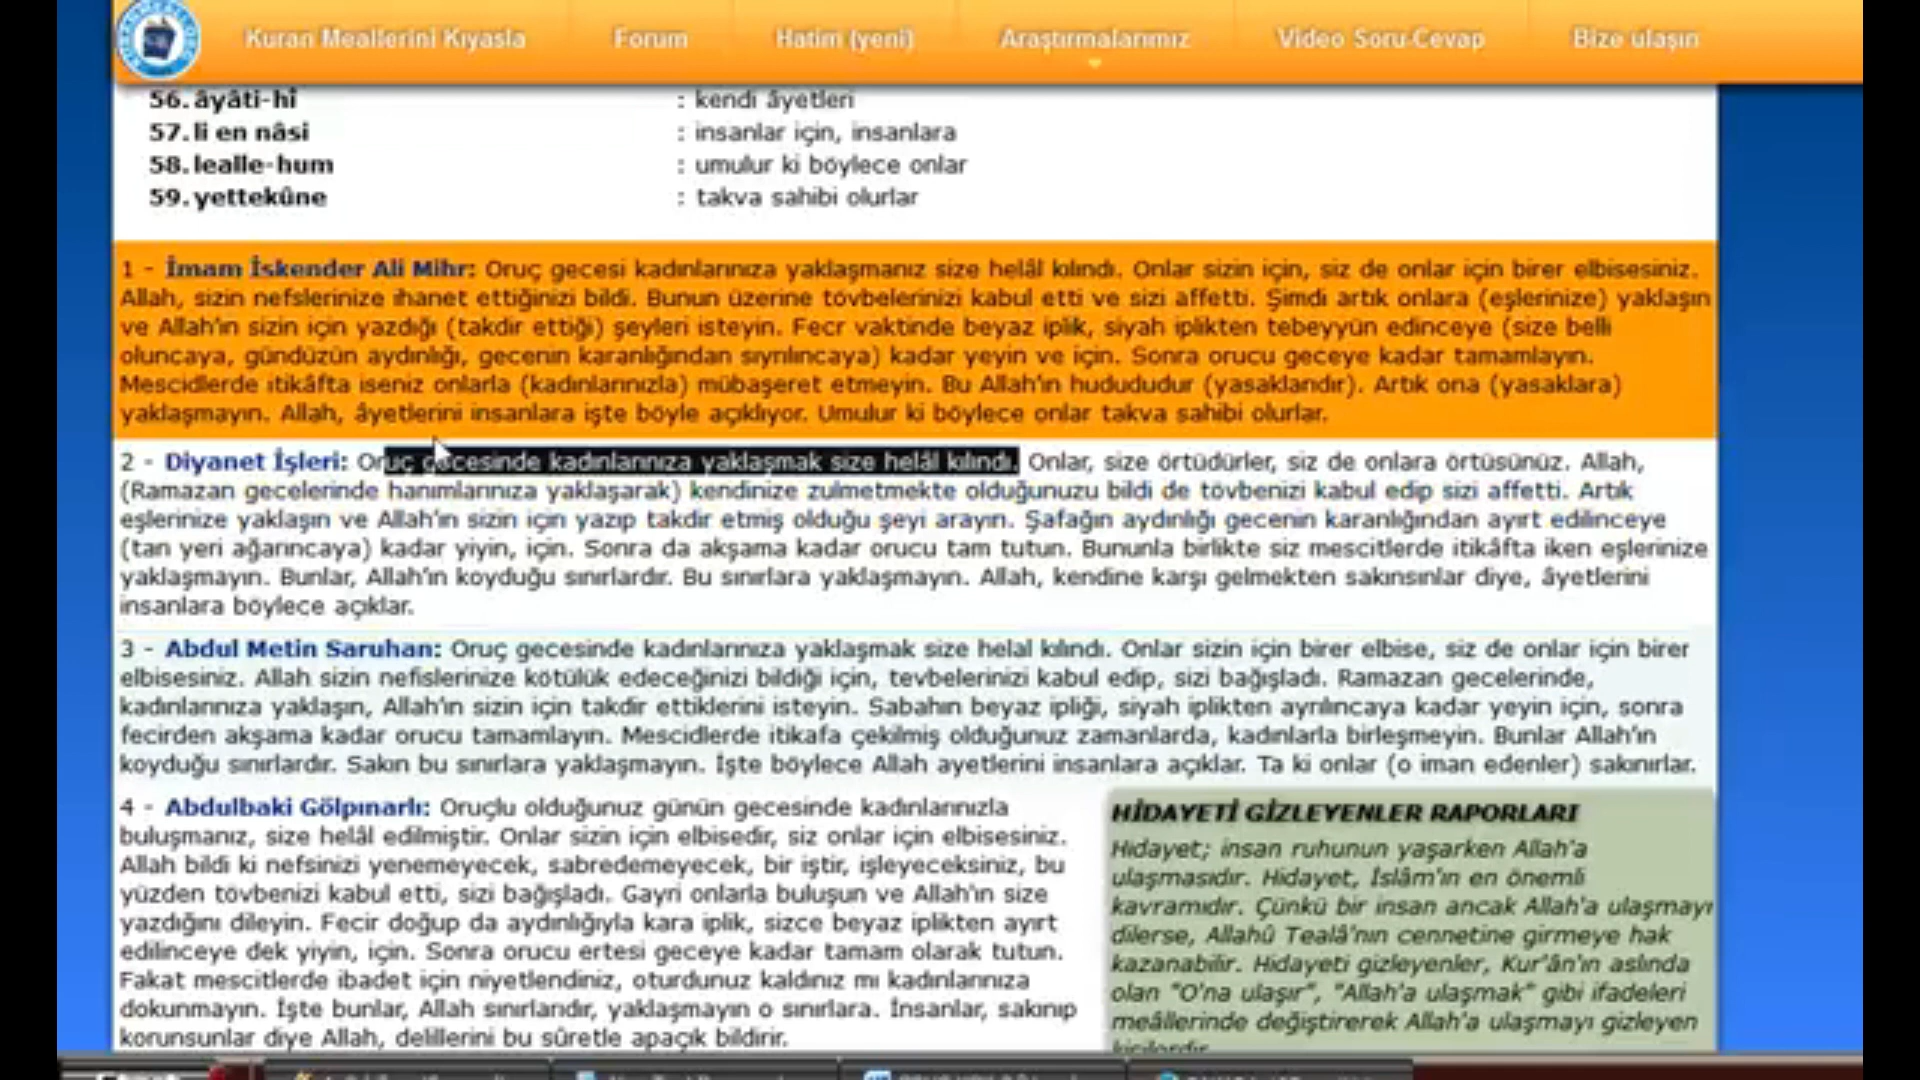 Kuran Meallerini Kıyasla Forum Hatim (yeni) Araştırmalarımız Video Soru-Cevap Bize ulaşın
56. âyâti-hî : kendi âyetleri
57. li en nâsi : insanlar için, insanlara
58. lealle-hum : umulur ki böylece onlar
59. yettekûne : takva sahibi olurlar
1 - İmam İskender Ali Mihr: Oruç gecesi kadınlarınıza yaklaşmanız size helâl kılındı. Onlar sizin için, siz de onlar için birer elbisesiniz.
Allah, sizin nefslerinize ihanet ettiğinizi bildi. Bunun üzerine tövbelerinizi kabul etti ve sizi affetti. Şimdi artık onlara (eşlerinize) yaklaşın
ve Allah'ın sizin için yazdığı (takdir ettiği) şeyleri isteyin. Fecr vaktinde beyaz iplik, siyah iplikten tebeyyün edinceye (size belli
oluncaya, gündüzün aydınlığı, gecenin karanlığından sıyrılıncaya) kadar yeyin ve için. Sonra orucu geceye kadar tamamlayın.
Mescidlerde itikâfta iseniz onlarla (kadınlarınızla) mübaşeret etmeyin. Bu Allah'ın hudududur (yasaklarıdır). Artık ona (yasaklara)
yaklaşmayın. Allah, âyetlerini insanlara işte böyle açıklıyor. Umulur ki böylece onlar takva sahibi olurlar.
2 - Diyanet İşleri: Oruç gecesinde kadınlarınıza yaklaşmak size helâl kılındı. Onlar, size örtüdürler, siz de onlara örtüsünüz. Allah,
(Ramazan gecelerinde hanımlarınıza yaklaşarak) kendinize zulmetmekte olduğunuzu bildi de tövbenizi kabul edip sizi affetti. Artık
eşlerinize yaklaşın ve Allah'ın sizin için yazıp takdir etmiş olduğu şeyi arayın. Şafağın aydınlığı gecenin karanlığından ayırt edilinceye
(tan yeri ağarıncaya) kadar yiyin, için. Sonra da akşama kadar orucu tam tutun. Bununla birlikte siz mescitlerde itikâfta iken eşlerinize
yaklaşmayın. Bunlar, Allah'ın koyduğu sınırlardır. Bu sınırlara yaklaşmayın. Allah, kendine karşı gelmekten sakınsınlar diye, âyetlerini
insanlara böylece açıklar.
3 - Abdul Metin Saruhan: Oruç gecesinde kadınlarınıza yaklaşmak size helal kılındı. Onlar sizin için birer elbise, siz de onlar için birer
elbisesiniz. Allah sizin nefislerinize kötülük edeceğinizi bildiği için, tevbelerinizi kabul edip, sizi bağışladı. Ramazan gecelerinde,
kadınlarınıza yaklaşın, Allah'ın sizin için takdir ettiklerini isteyin. Sabahın beyaz ipliği, siyah iplikten ayrılıncaya kadar yeyin için, sonra
fecirden akşama kadar orucu tamamlayın. Mescidlerde itikafa çekilmiş olduğunuz zamanlarda, kadınlarla birleşmeyin. Bunlar Allah'ın
koyduğu sınırlardır. Sakın bu sınırlara yaklaşmayın. İşte böylece Allah ayetlerini insanlara açıklar. Ta ki onlar (o iman edenler) sakınırlar.
4 - Abdulbaki Gölpınarlı: Oruçlu olduğunuz günün gecesinde kadınlarınızla
buluşmanız, size helâl edilmiştir. Onlar sizin için elbisedir, siz onlar için elbisesiniz.
Allah bildi ki nefsinizi yenemeyecek, sabredemeyecek, bir iştir, işleyeceksiniz, bu
yüzden tövbenizi kabul etti, sizi bağışladı. Gayri onlarla buluşun ve Allah'ın size
yazdığını dileyin. Fecir doğup da aydınlığıyla kara iplik, sizce beyaz iplikten ayırt
edilinceye dek yiyin, için. Sonra orucu ertesi geceye kadar tamam olarak tutun.
Fakat mescitlerde ibadet için niyetlendiniz, oturdunuz kaldınız mı kadınlarınıza
dokunmayın. İşte bunlar, Allah sınırlarıdır, yaklaşmayın o sınırlara. İnsanlar, sakınıp
korunsunlar diye Allah, delillerini bu sûretle apaçık bildirir.
HİDAYETİ GİZLEYENLER RAPORLARI
Hidayet; insan ruhunun yaşarken Allah'a
ulaşmasıdır. Hidayet, İslâm'ın en önemli
kavramıdır. Çünkü bir insan ancak Allah'a ulaşmayı
dilerse, Allahû Tealâ'nın cennetine girmeye hak
kazanabilir. Hidayeti gizleyenler, Kur'ân'ın aslında
olan "O'na ulaşır", "Allah'a ulaşmak" gibi ifadeleri
meâllerinde değiştirerek Allah'a ulaşmayı gizleyen